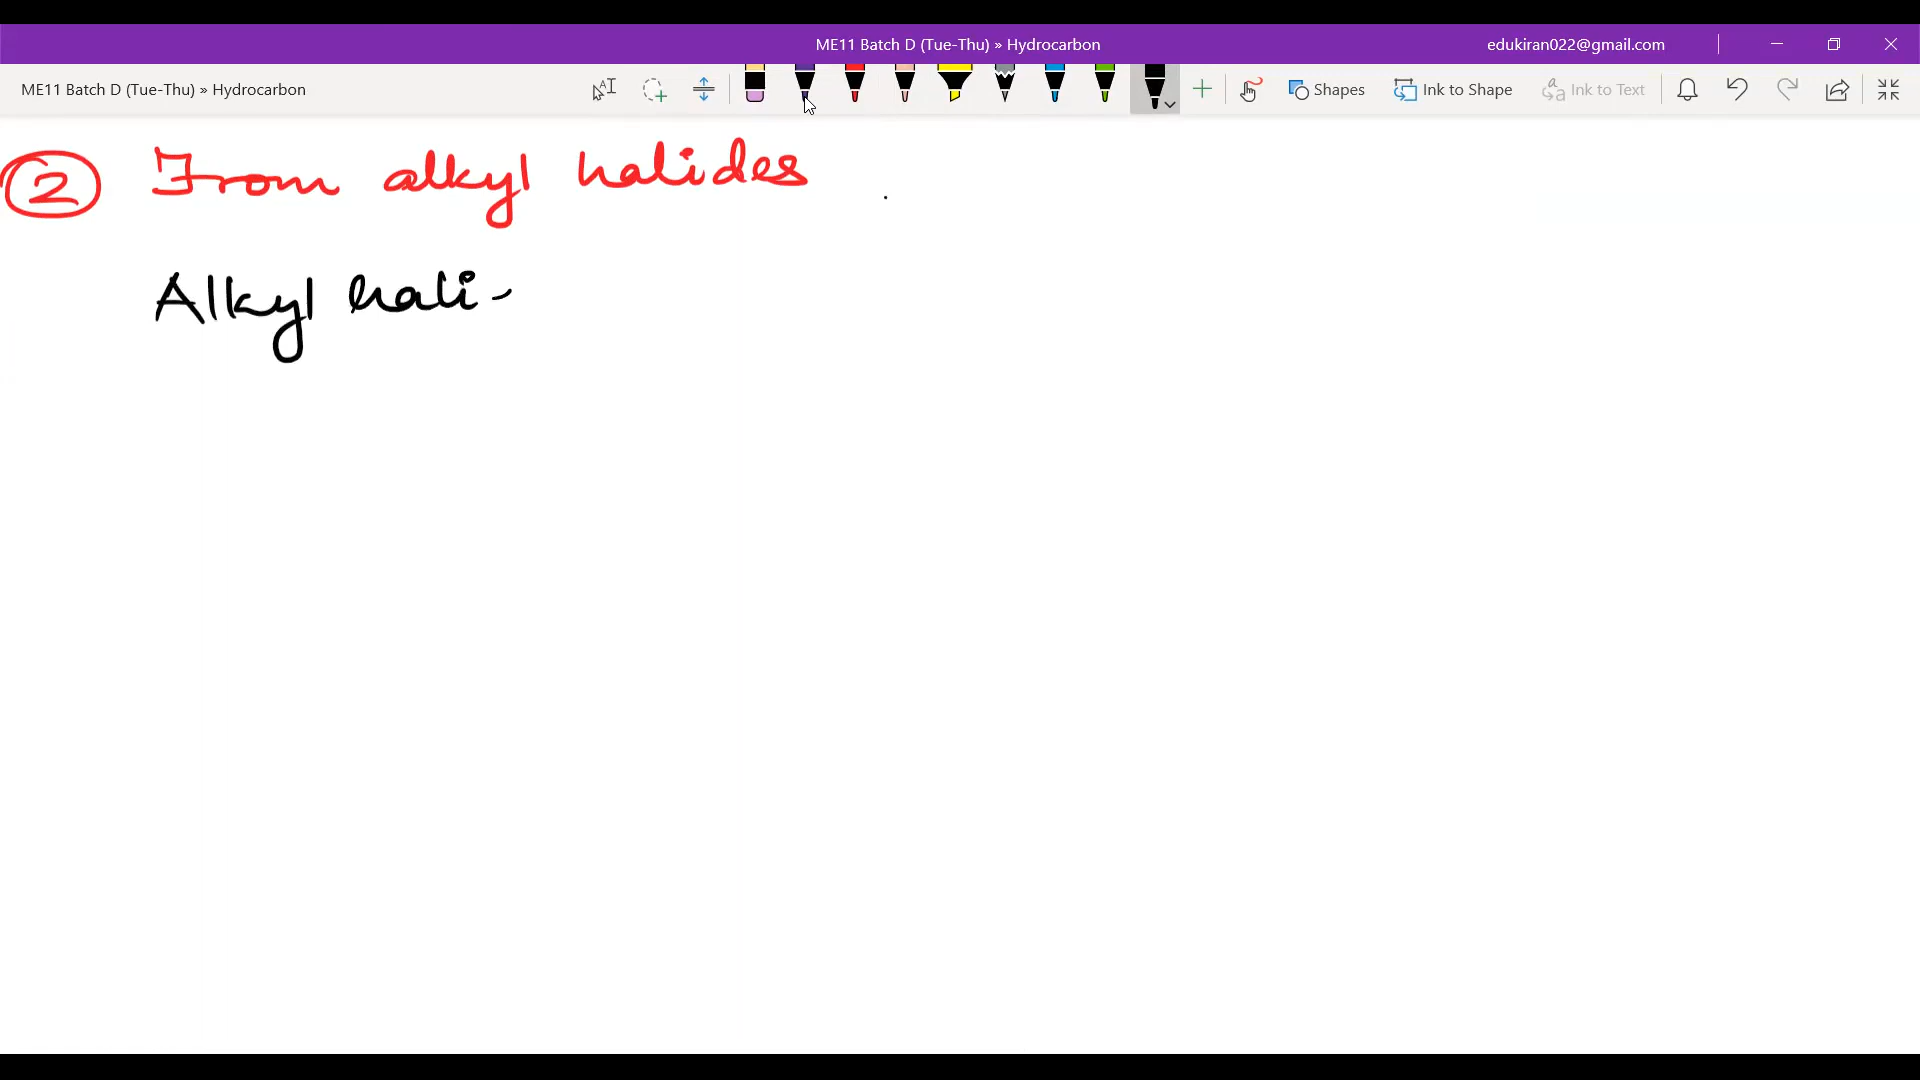 ME11 Batch D (Tue-Thu) » Hydrocarbon
edukiran022@gmail.com
ME11 Batch D (Tue-Thu) » Hydrocarbon
Shapes
Ink to Shape
Ink to Text
2 From alkyl halides
Alkyl hali -